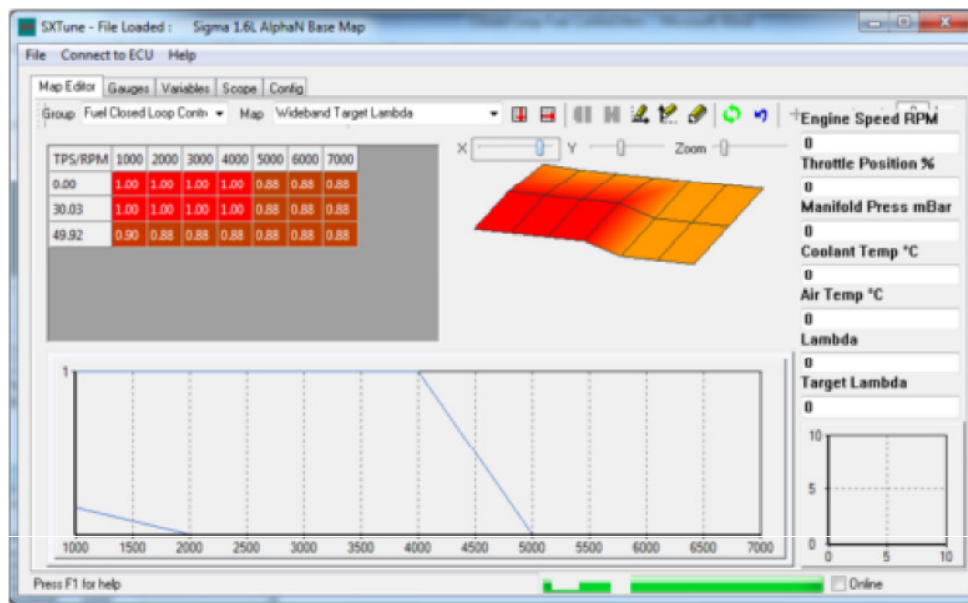 SXTune - File Loaded : Sigma 1.6L AlphaN Base Map
File Connect to ECU Help
Map Editor Gauges Variables Scope Config
Group Fuel Closed Loop Contr Map Wideband Target Lambda
X Y Zoom
TPS/RPM 1000 2000 3000 4000 5000 6000 7000
0.00 1.00 1.00 1.00 1.00 0.88 0.88 0.88
30.03 1.00 1.00 1.00 1.00 0.88 0.88 0.88
49.92 0.90 0.88 0.88 0.88 0.88 0.88 0.88
Engine Speed RPM
0
Throttle Position %
0
Manifold Press mBar
0
Coolant Temp °C
0
Air Temp °C
0
Lambda
0
Target Lambda
0
1
1000 1500 2000 2500 3000 3500 4000 4500 5000 5500 6000 6500 7000
10
5
0
0 5 10
Press F1 for help
Online